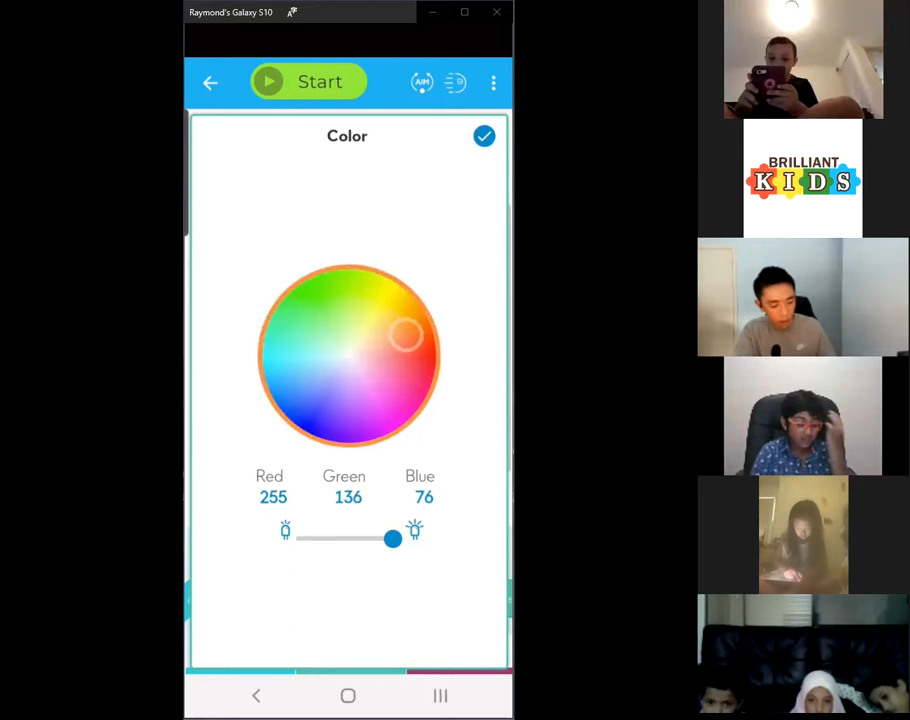 Raymond's Galaxy S10
Start
AIM
Color
Red Green Blue
255 136 76
BRILLIANT
KIDS